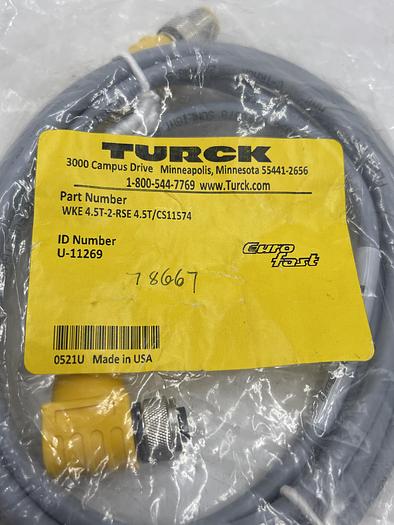 TURCK
3000 Campus Drive Minneapolis, Minnesota 55441-2656
1-800-544-7769 www.Turck.com
Part Number
WKE 4.5T-2-RSE 4.5T/CS11574
ID Number
U-11269
euro
fast
78667
0521U Made in USA